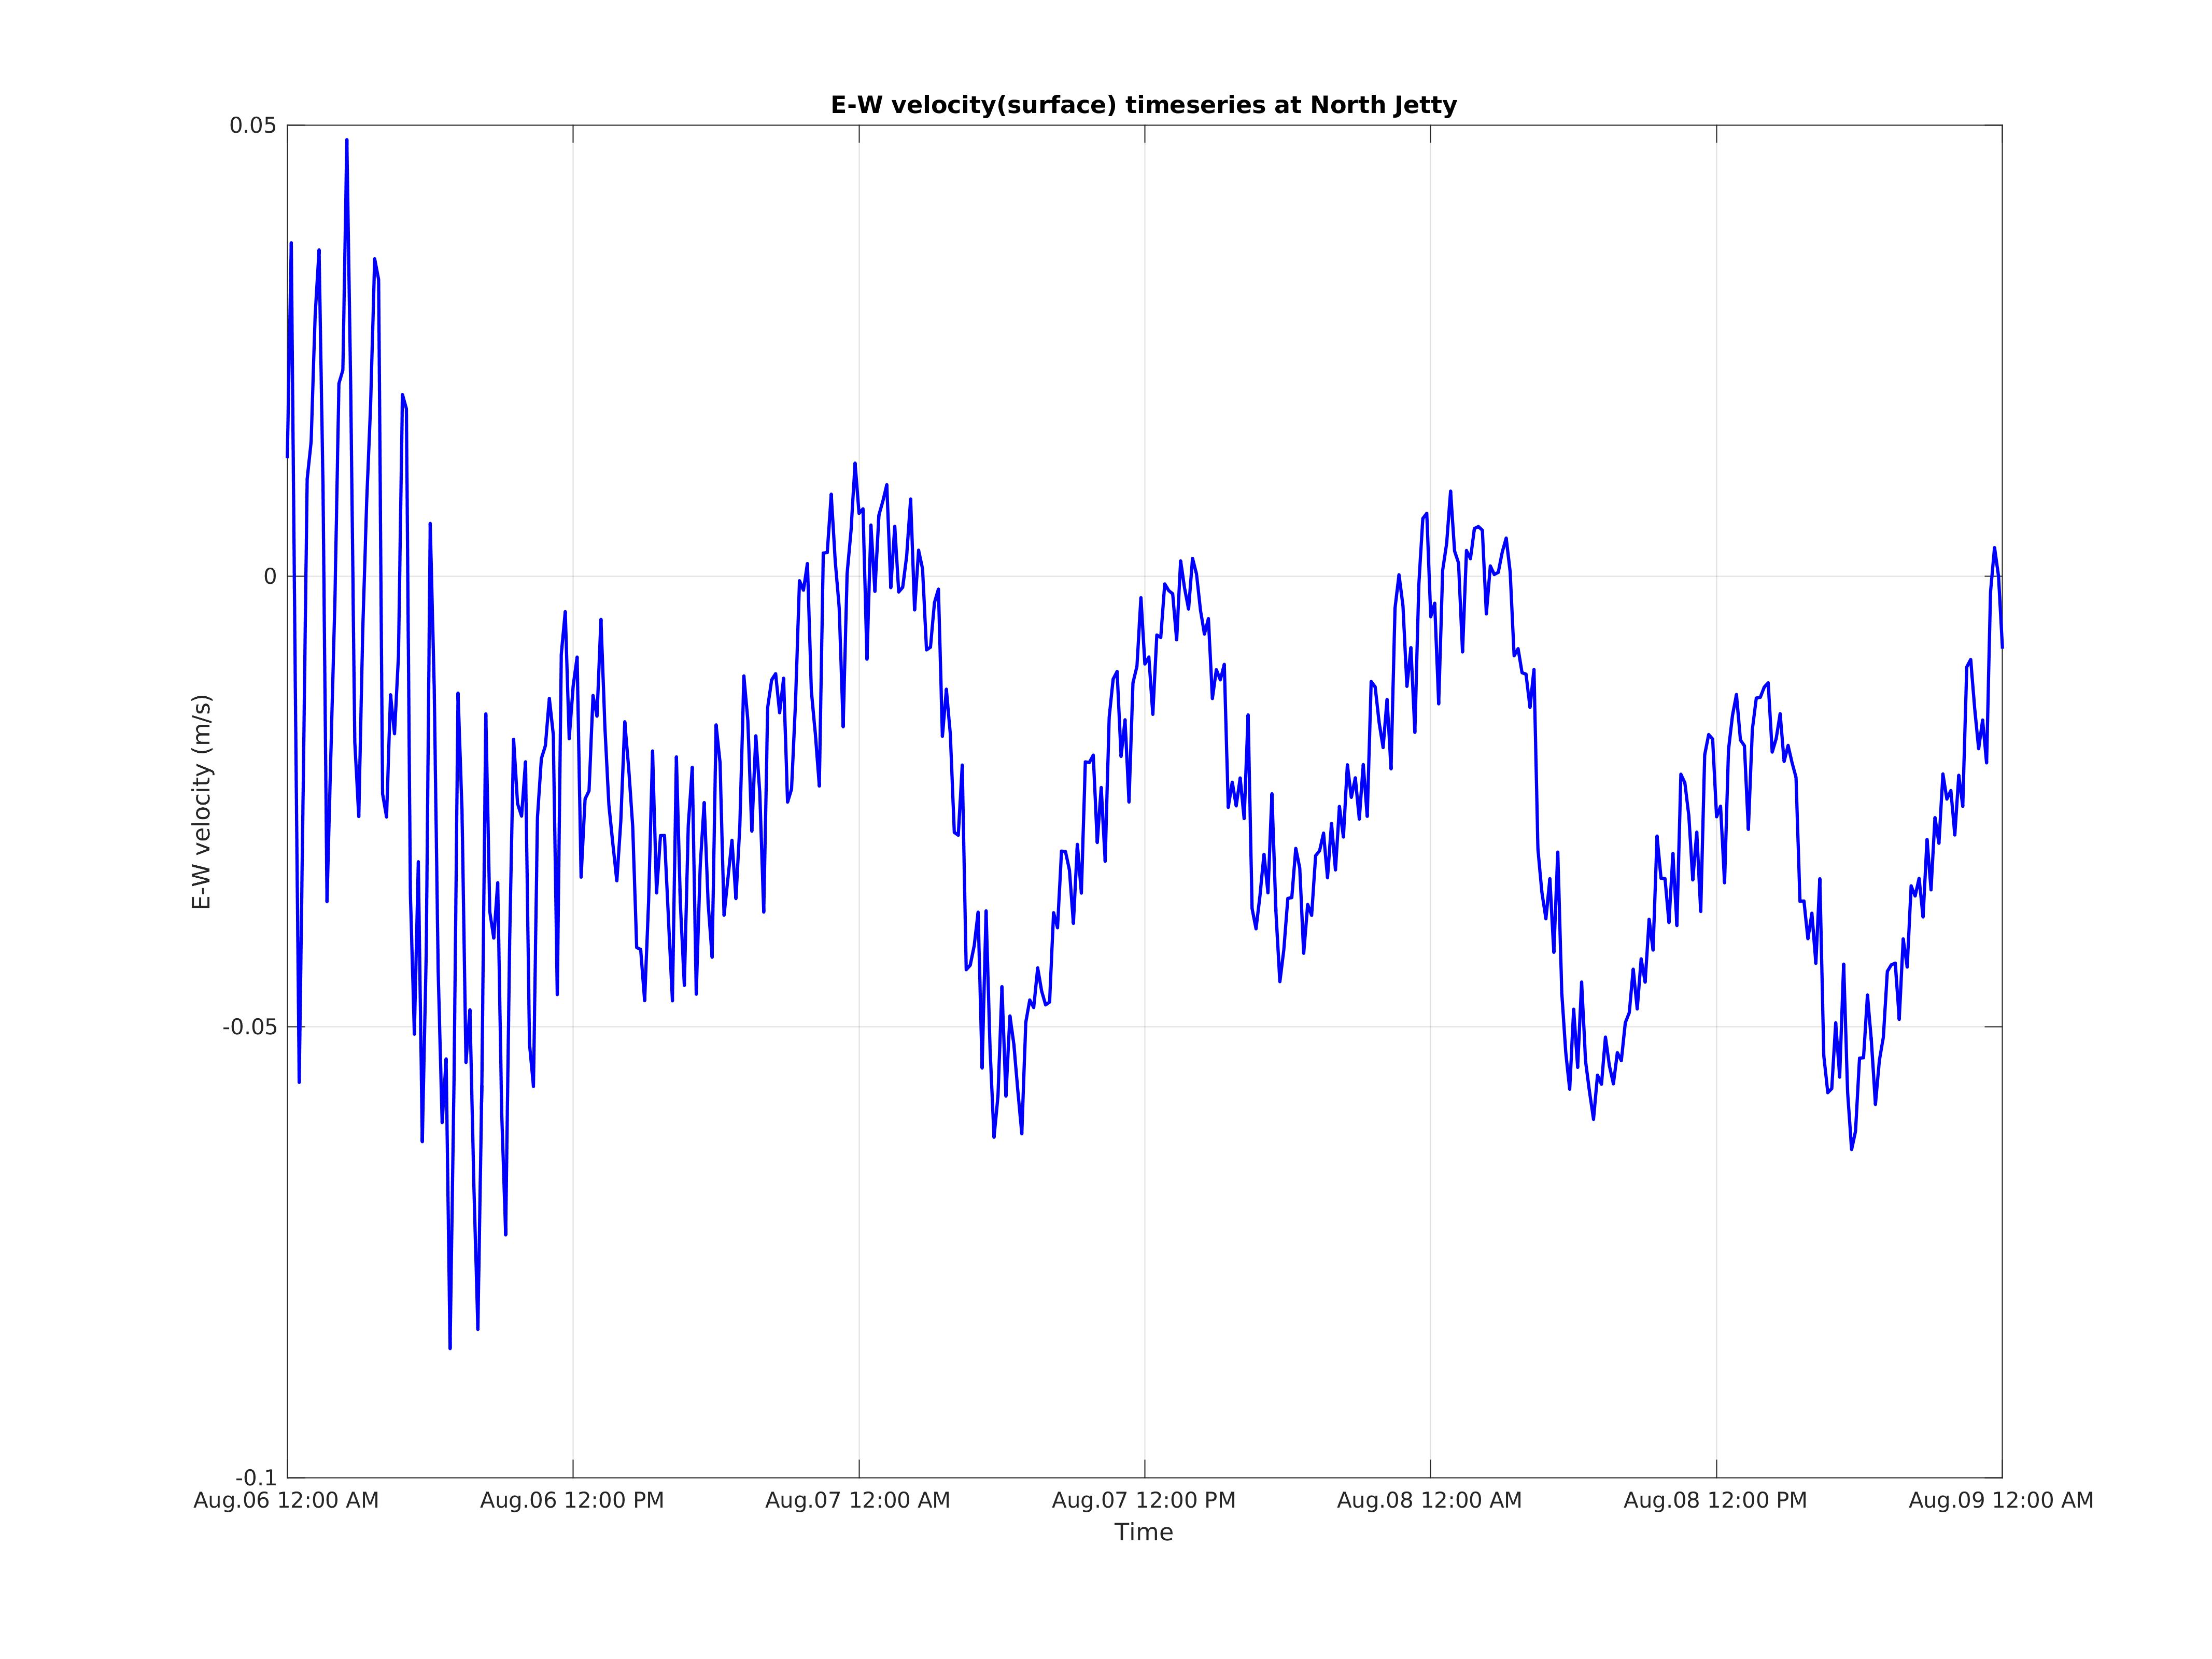 E-W velocity(surface) timeseries at North Jetty
0.05
0
-0.05
-0.1
E-W velocity (m/s)
Aug.06 12:00 AM Aug.06 12:00 PM Aug.07 12:00 AM Aug.07 12:00 PM Aug.08 12:00 AM Aug.08 12:00 PM Aug.09 12:00 AM
Time